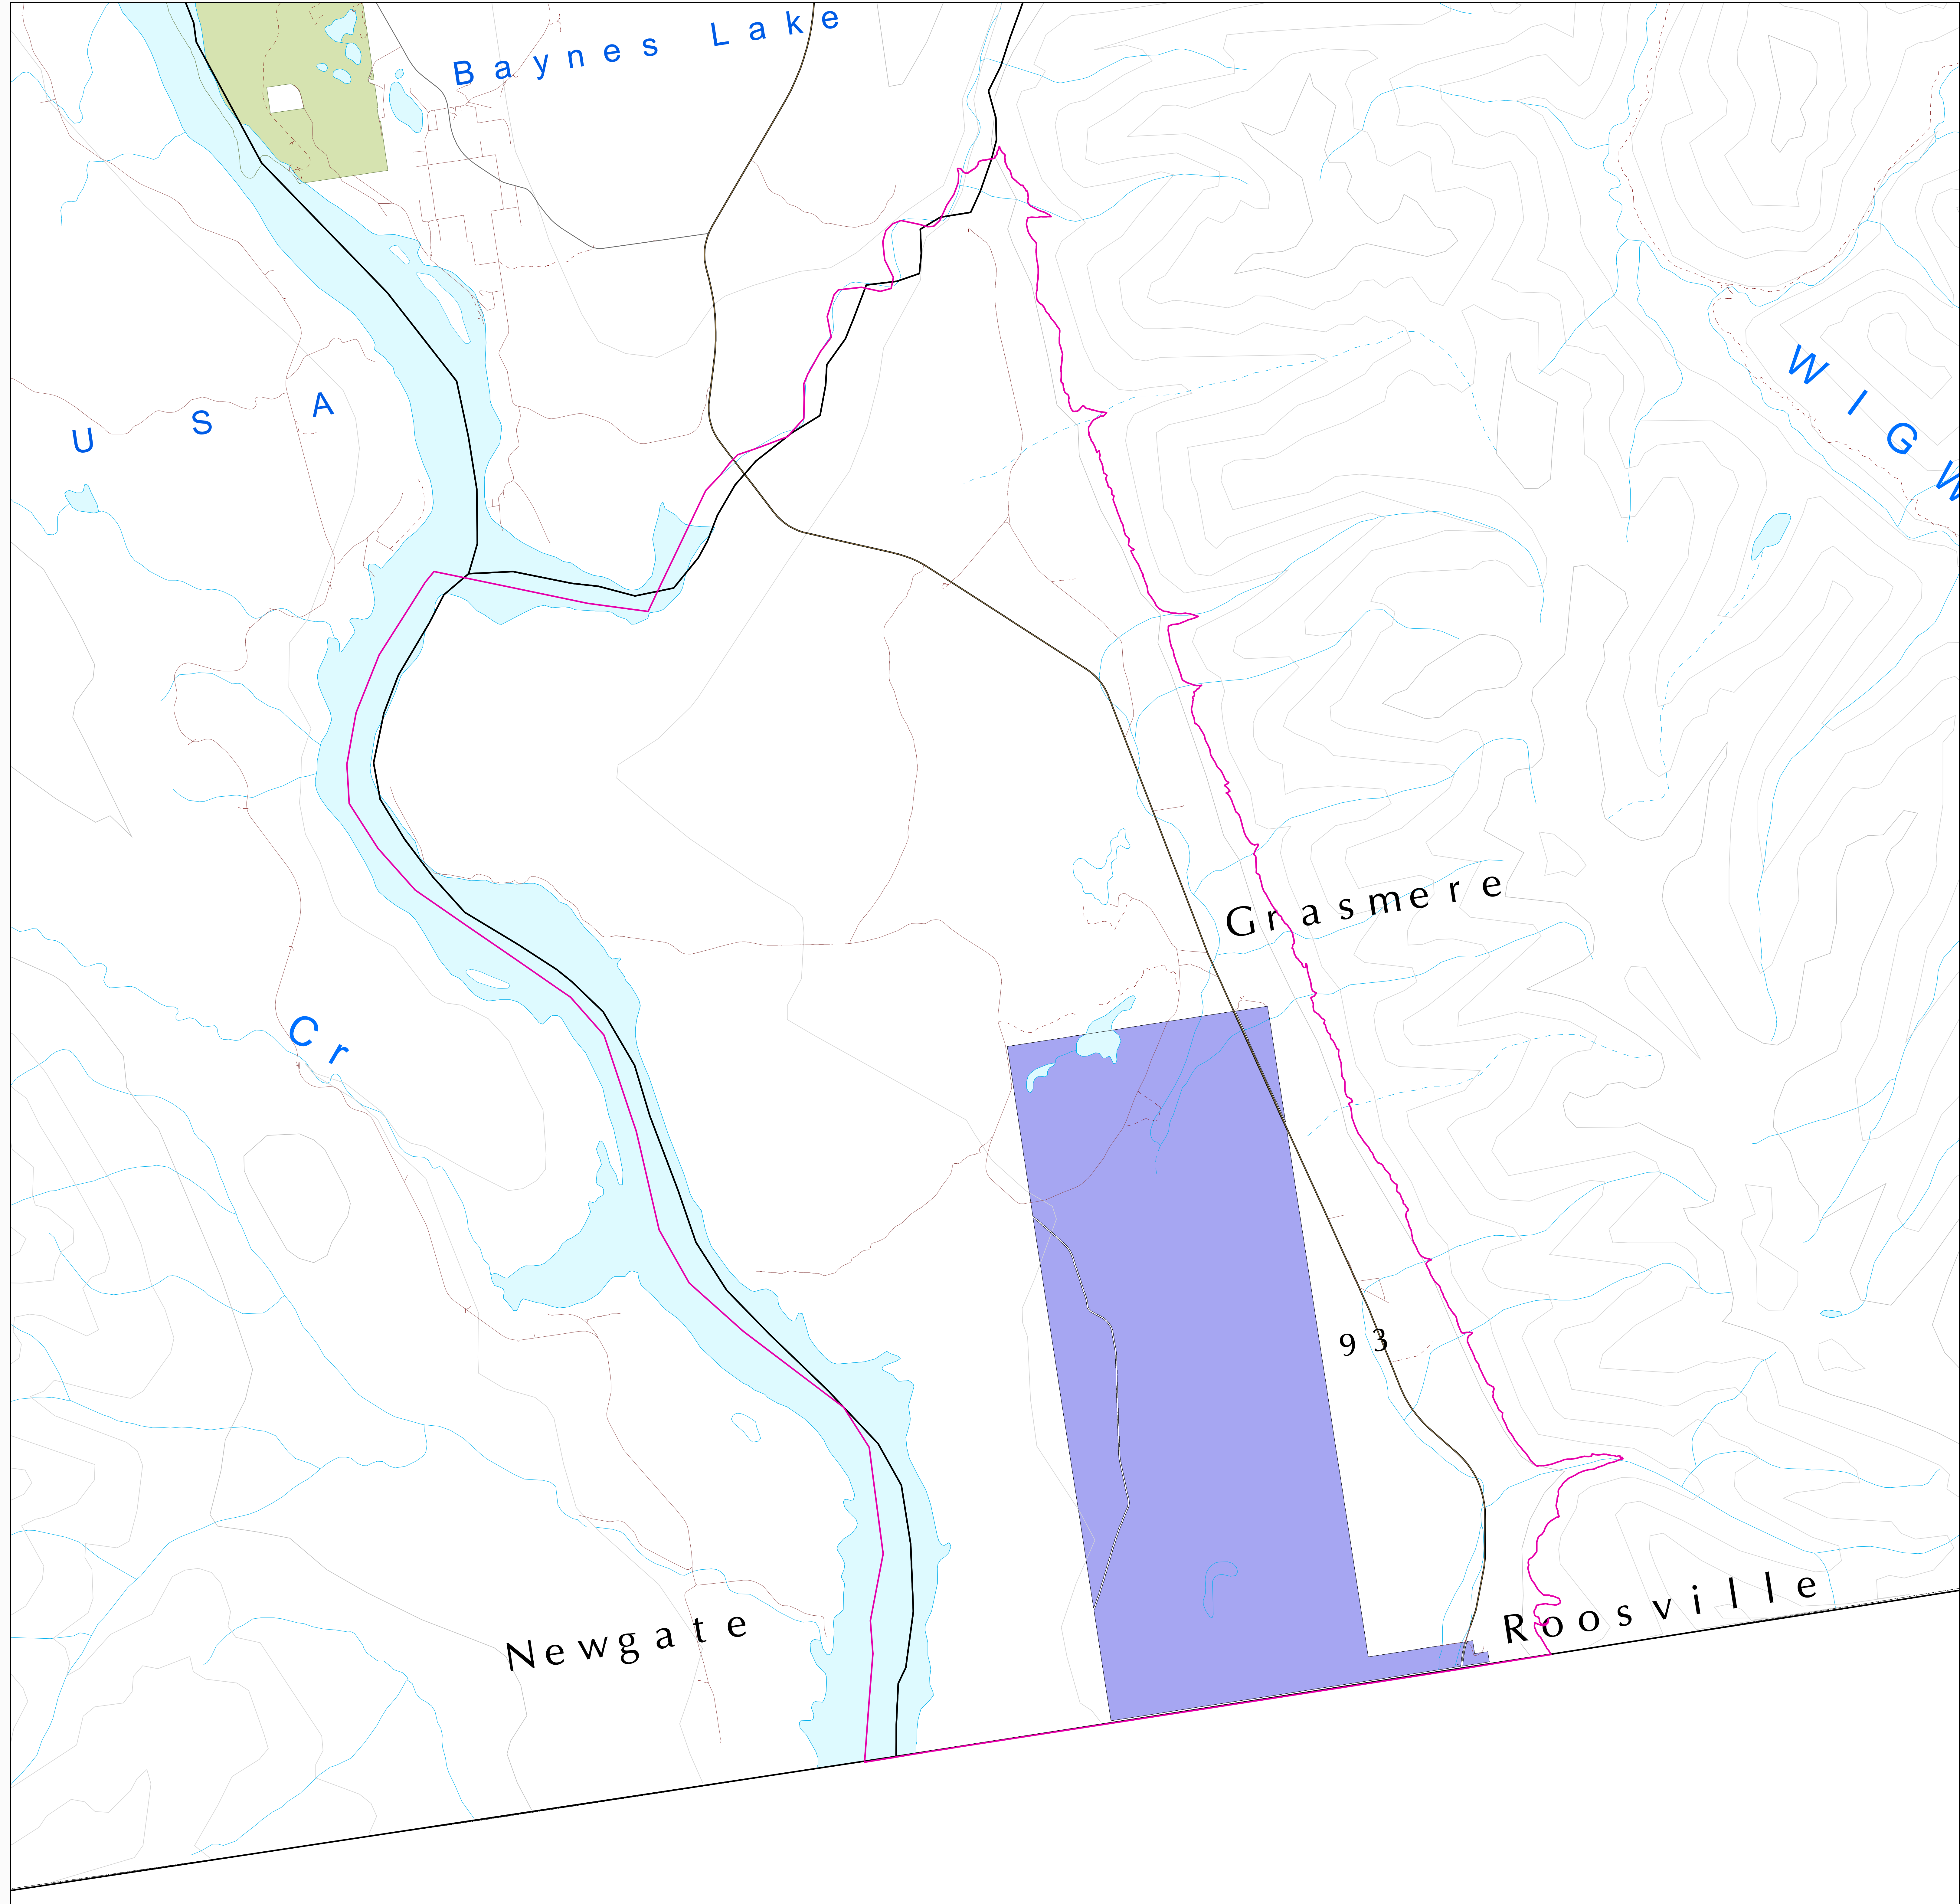 Baynes Lake
USA
WIGW
Grasmere
Cr
93
Newgate
Roosville